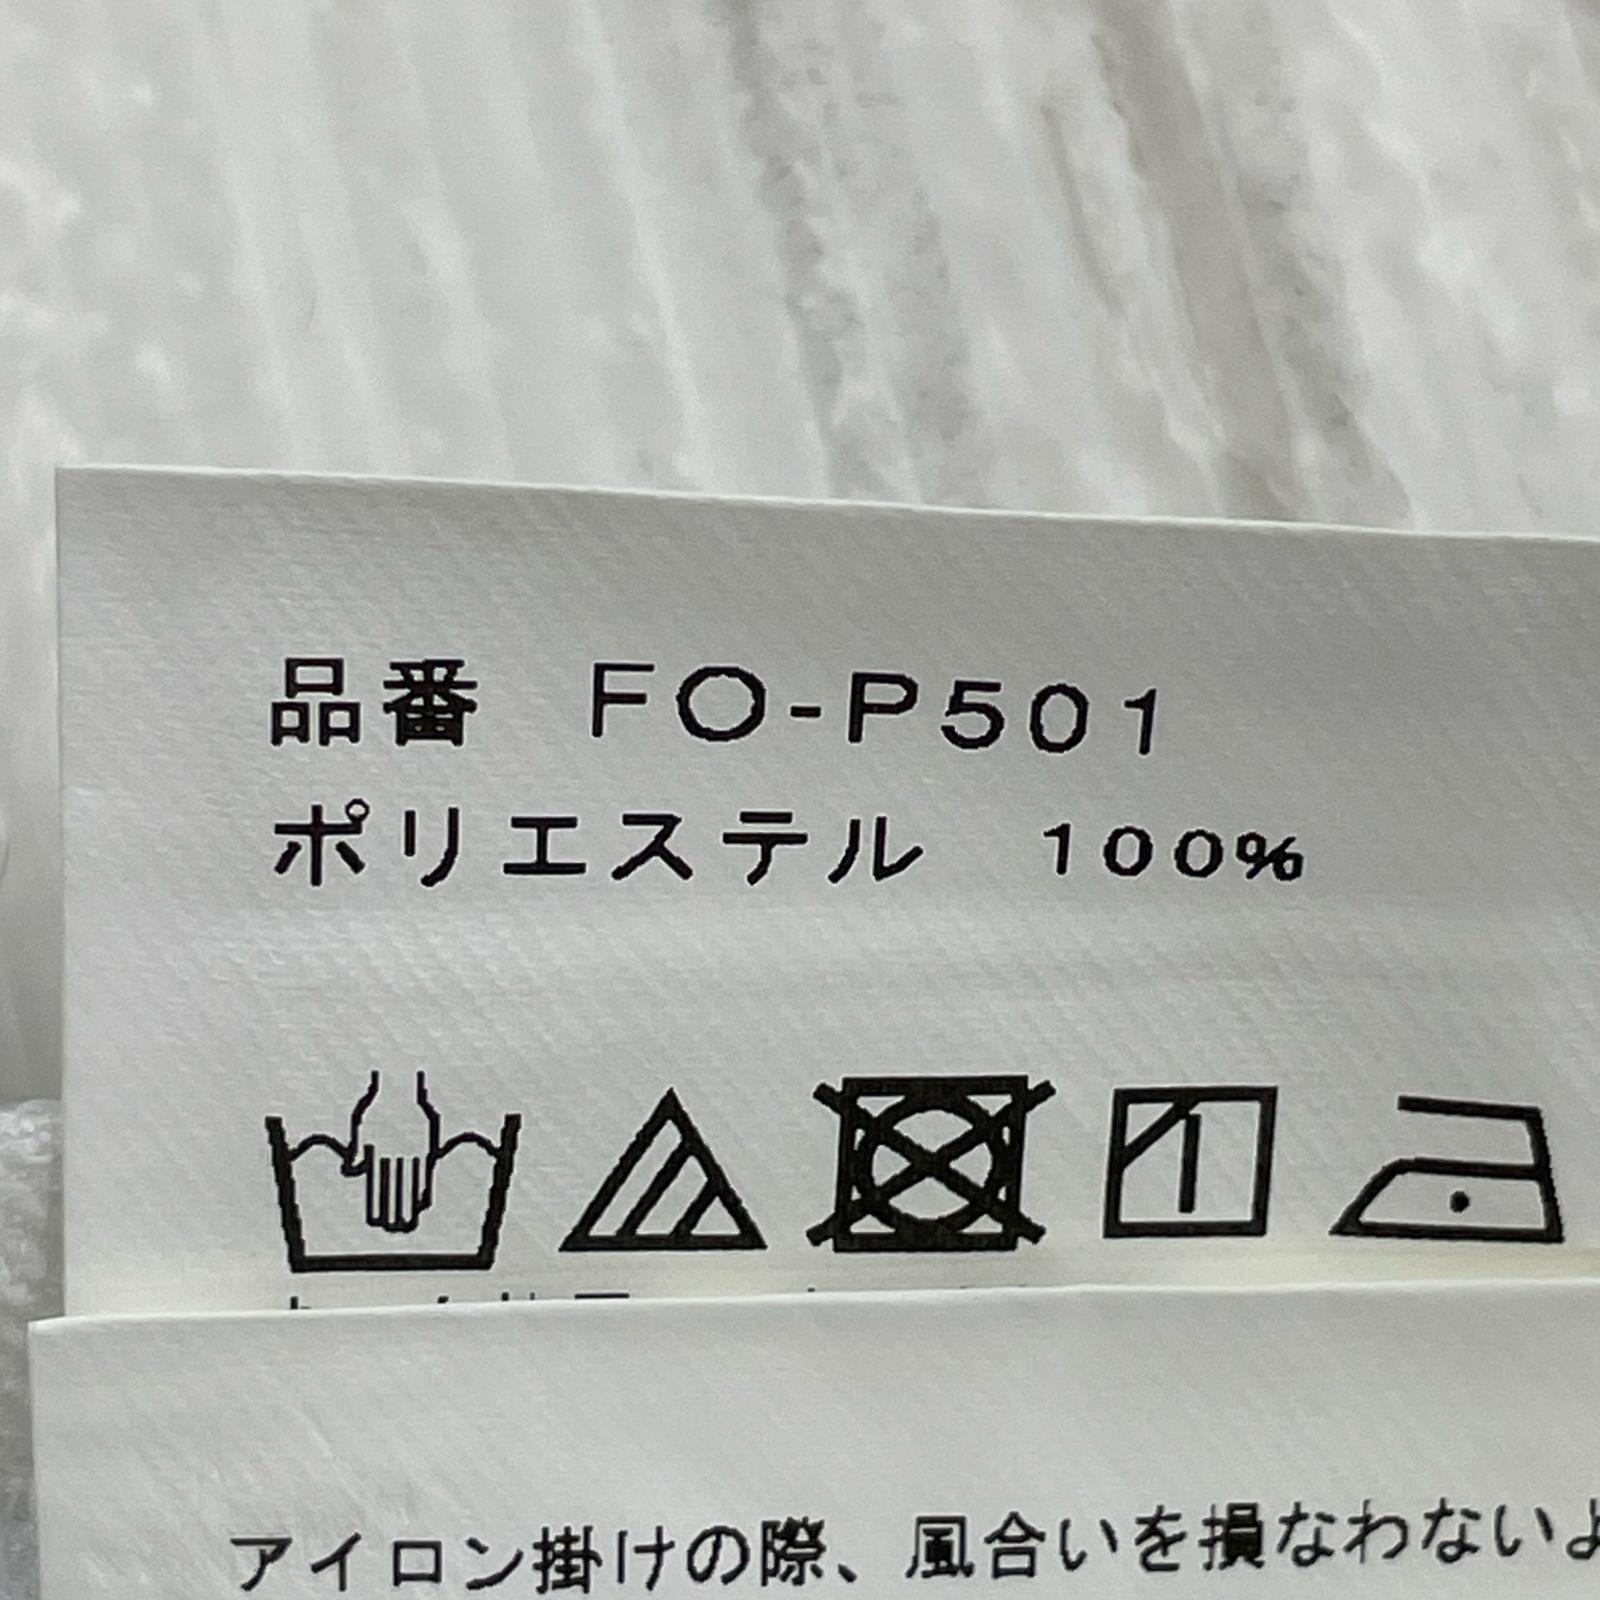 品番 FO-P501
ポリエステル 100%
アイロン掛けの際、風合いを損なわないよ